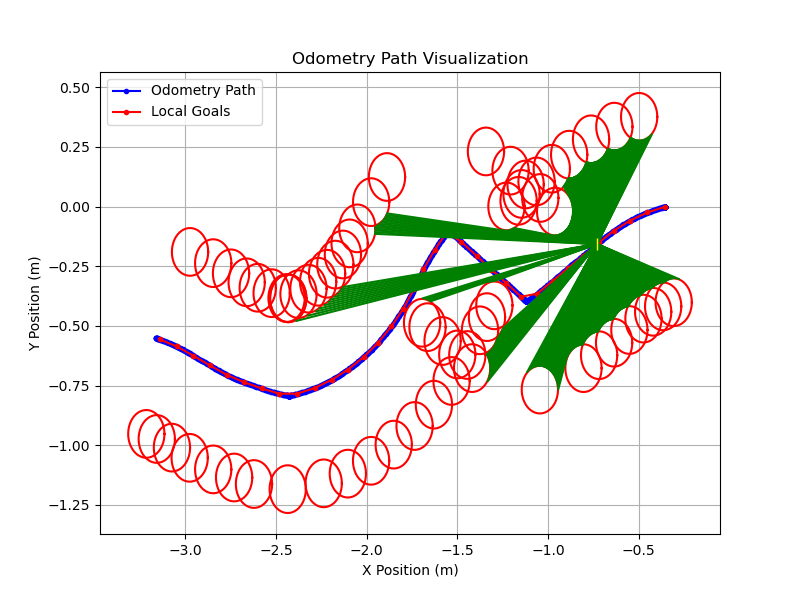 Odometry Path Visualization
Odometry Path
Local Goals
0.50
0.25
0.00
−0.25
−0.50
−0.75
−1.00
−1.25
Y Position (m)
−3.0 −2.5 −2.0 −1.5 −1.0 −0.5
X Position (m)